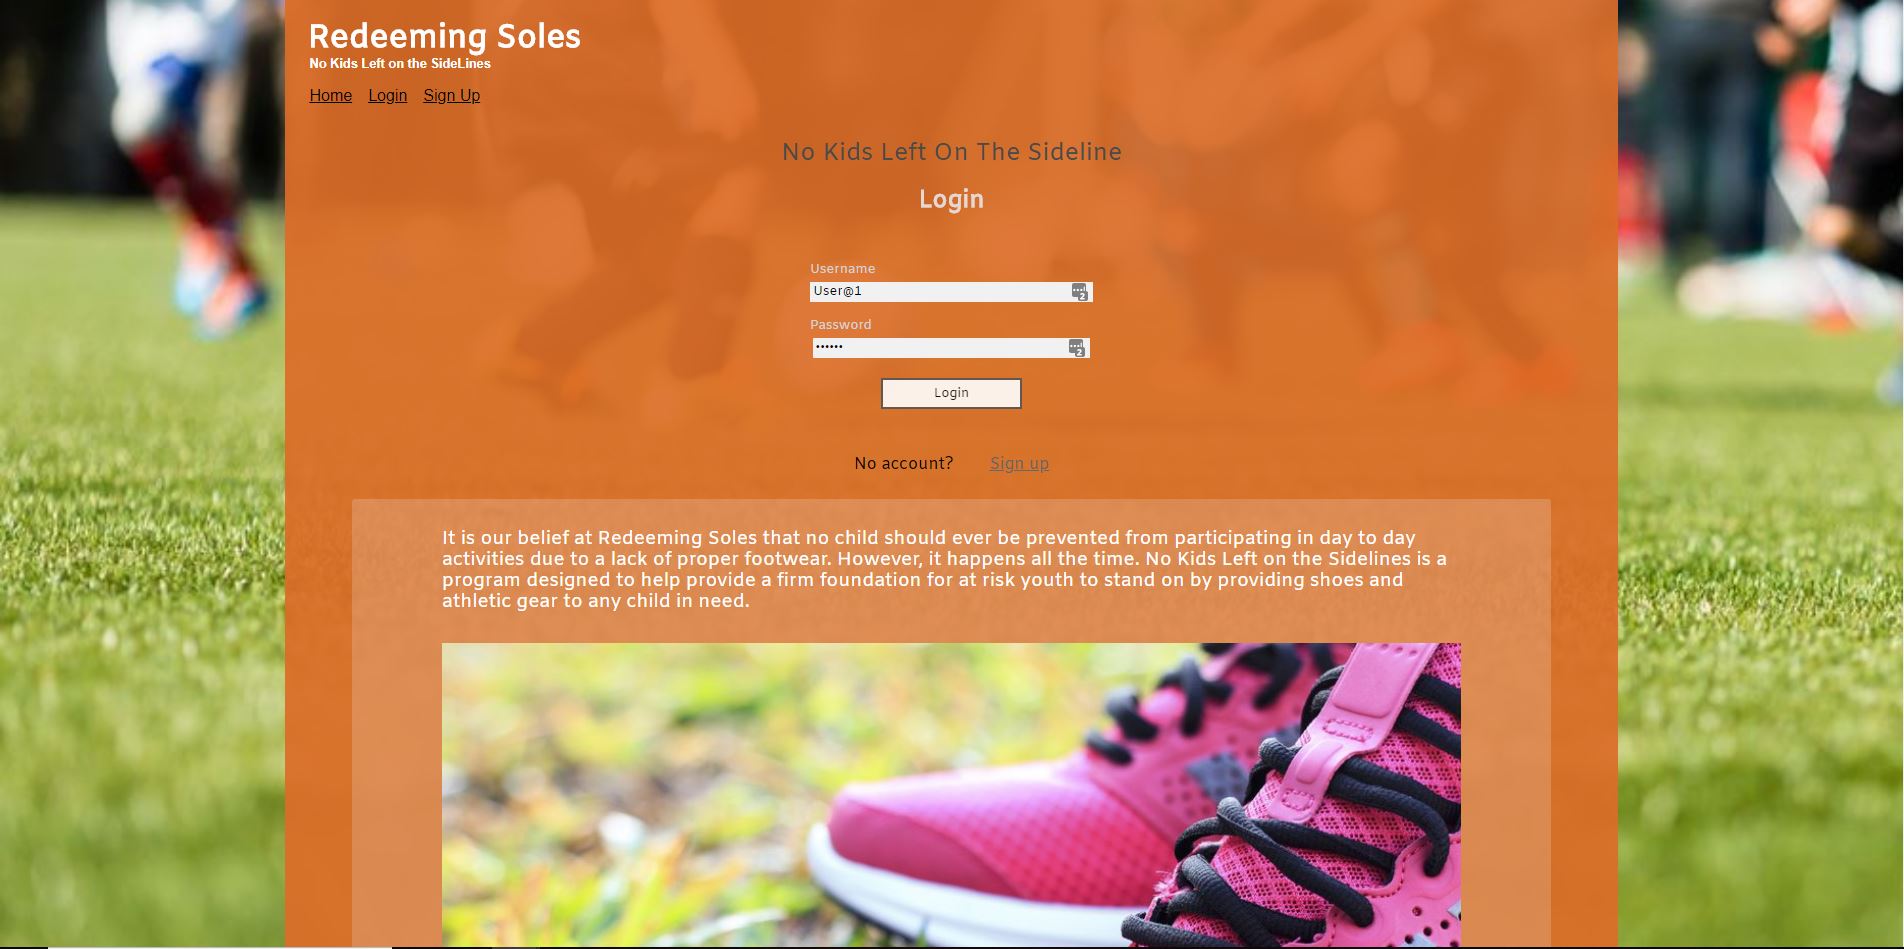 Redeeming Soles
No Kids Left on the SideLines
Home Login Sign Up
No Kids Left On The Sideline
Login
Username
User@1
Password
••••••
Login
No account? Sign up
It is our belief at Redeeming Soles that no child should ever be prevented from participating in day to day
activities due to a lack of proper footwear. However, it happens all the time. No Kids Left on the Sidelines is a
program designed to help provide a firm foundation for at risk youth to stand on by providing shoes and
athletic gear to any child in need.